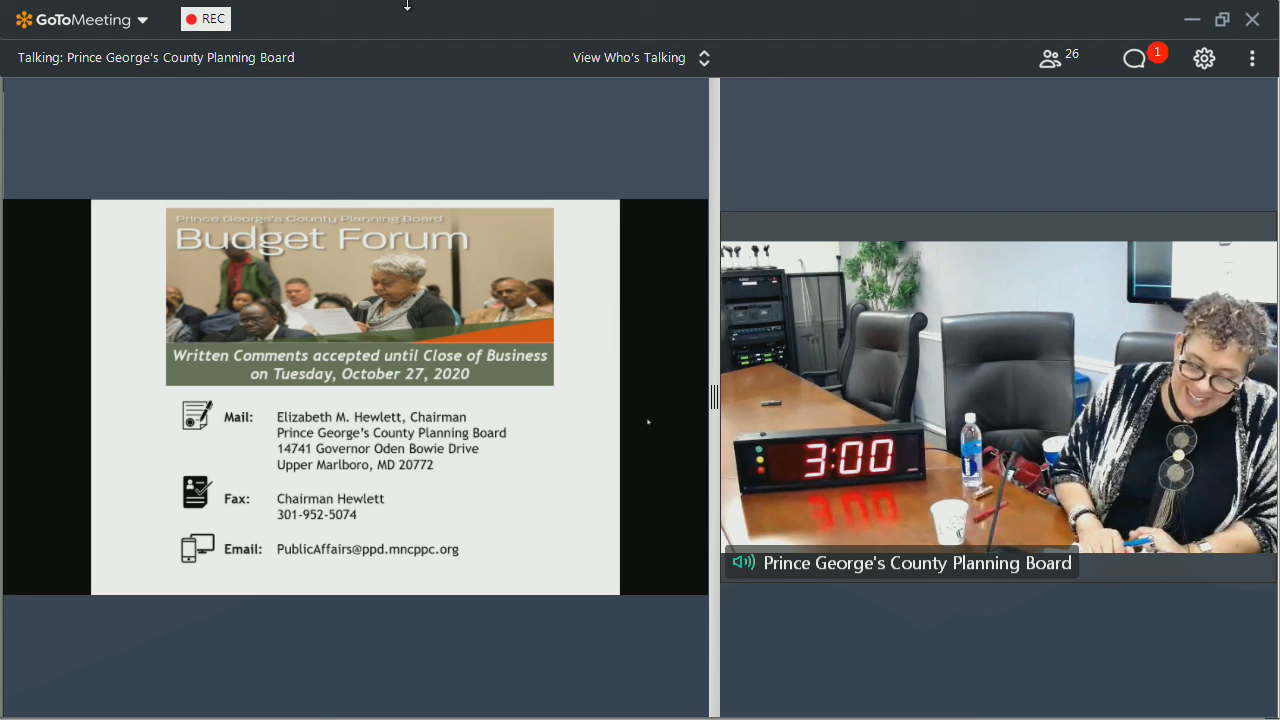 GoToMeeting
REC
Talking: Prince George's County Planning Board
View Who's Talking
26
1
Prince George's County Planning Board
Budget Forum
Written Comments accepted until Close of Business
on Tuesday, October 27, 2020
Mail:
Elizabeth M. Hewlett, Chairman
Prince George's County Planning Board
14741 Governor Oden Bowie Drive
Upper Marlboro, MD 20772
Fax:
Chairman Hewlett
301-952-5074
Email:
PublicAffairs@ppd.mncppc.org
3:00
Prince George's County Planning Board